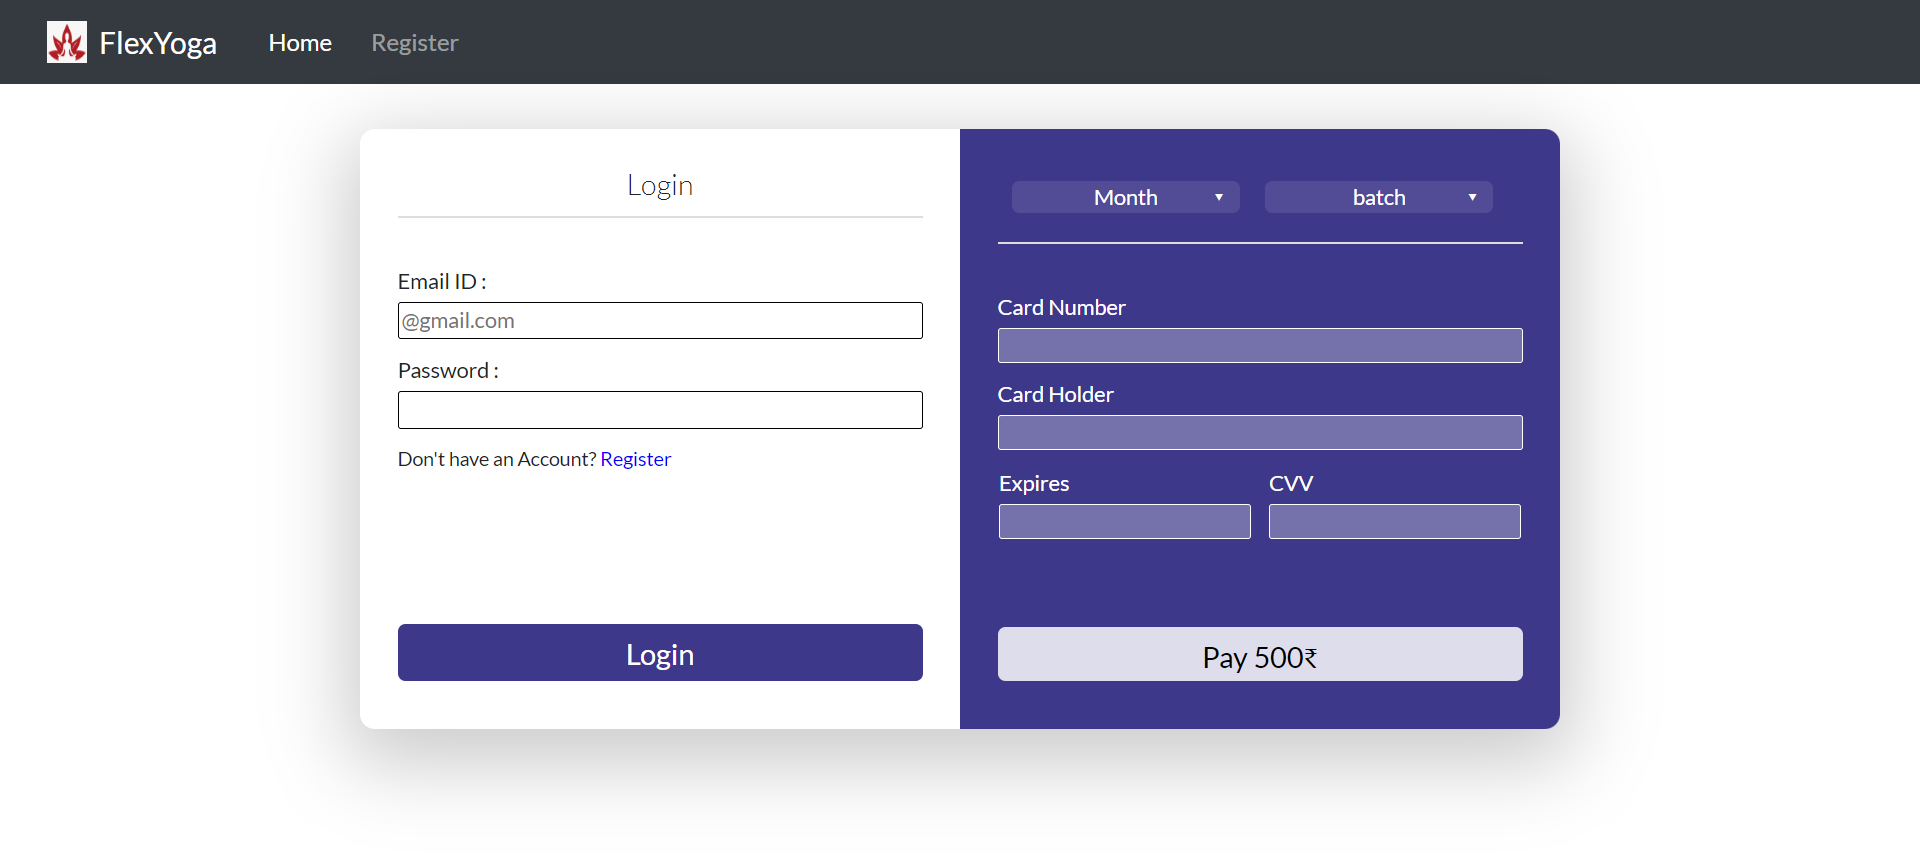 FlexYoga Home Register
Login
Email ID :
@gmail.com
Password :
Don't have an Account? Register
Login
Month batch
Card Number
Card Holder
Expires CVV
Pay 500₹